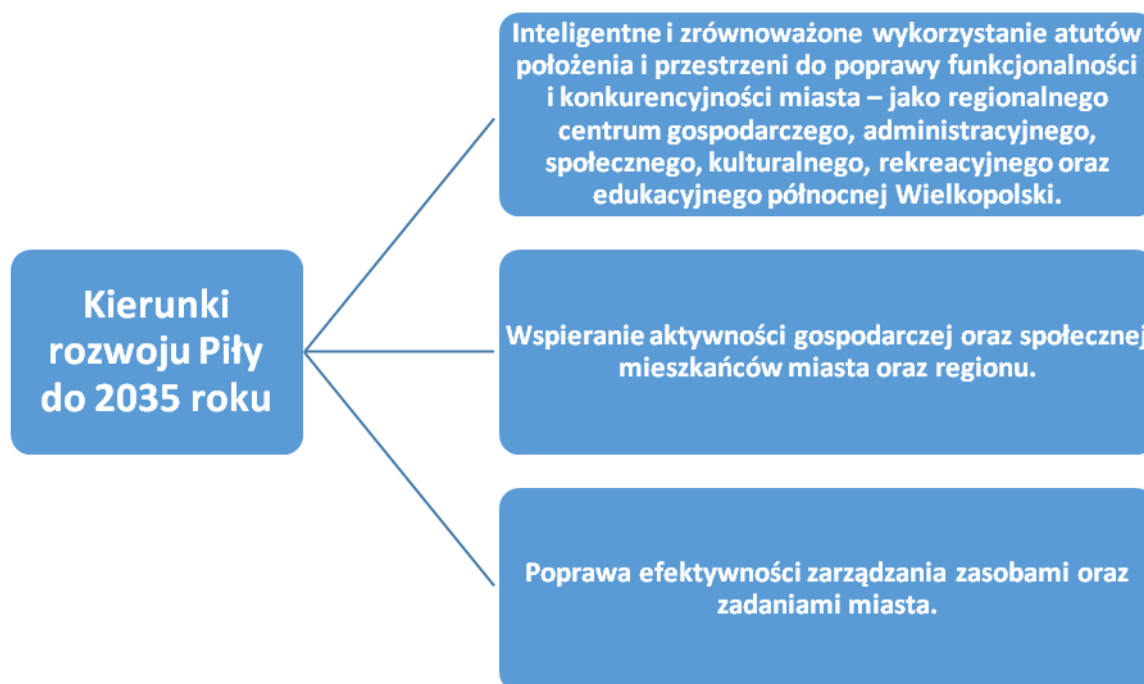 Kierunki
rozwoju Piły
do 2035 roku
Inteligentne i zrównoważone wykorzystanie atutów
położenia i przestrzeni do poprawy funkcjonalności
i konkurencyjności miasta – jako regionalnego
centrum gospodarczego, administracyjnego,
społecznego, kulturalnego, rekreacyjnego oraz
edukacyjnego północnej Wielkopolski.
Wspieranie aktywności gospodarczej oraz społecznej
mieszkańców miasta oraz regionu.
Poprawa efektywności zarządzania zasobami oraz
zadaniami miasta.